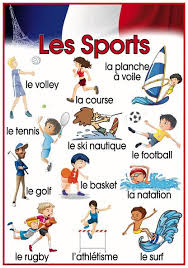 Les Sports
le volley
la course
la planche
à voile
le tennis
le ski nautique
le football
le golf
le basket
la natation
le rugby
l'athlétisme
le surf